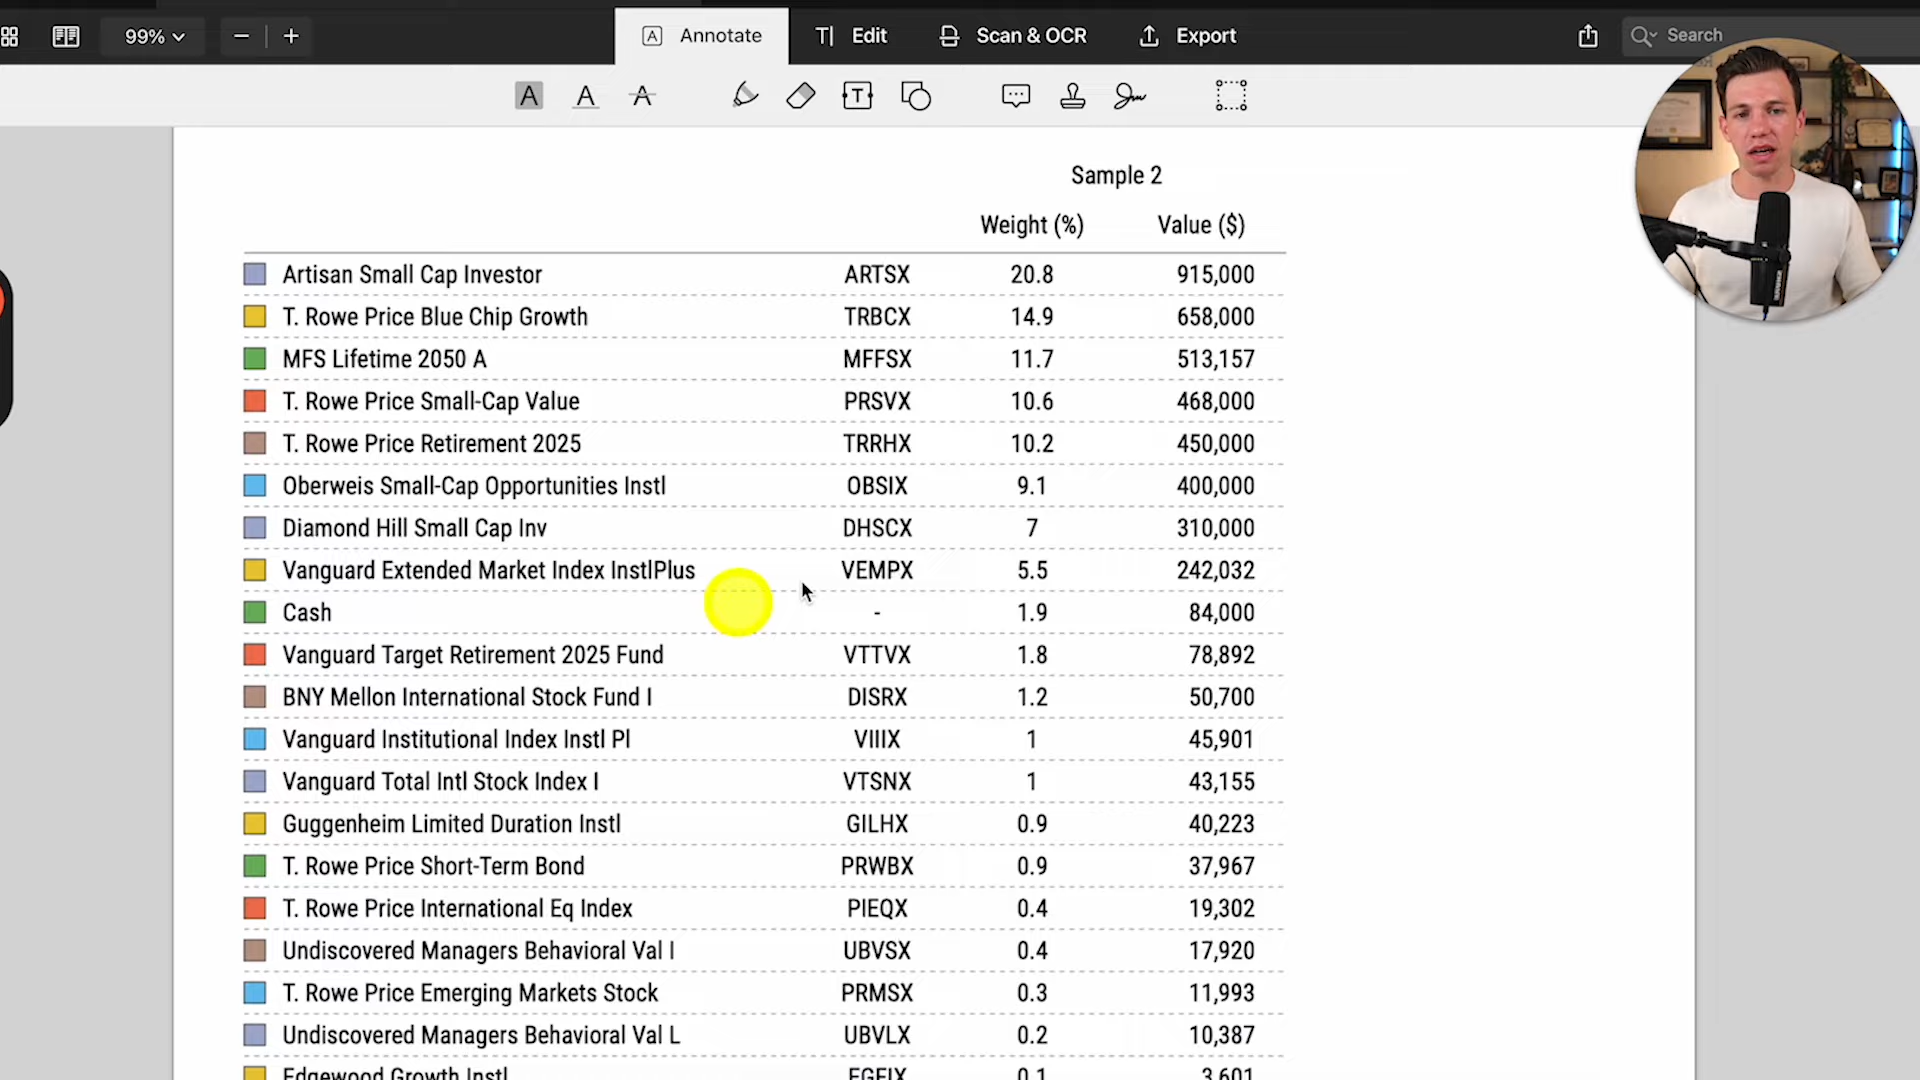 99%
Annotate
Edit
Scan & OCR
Export
Search
Sample 2
Weight (%) Value ($)
Artisan Small Cap Investor ARTSX 20.8 915,000
T. Rowe Price Blue Chip Growth TRBCX 14.9 658,000
MFS Lifetime 2050 A MFFSX 11.7 513,157
T. Rowe Price Small-Cap Value PRSVX 10.6 468,000
T. Rowe Price Retirement 2025 TRRHX 10.2 450,000
Oberweis Small-Cap Opportunities Instl OBSIX 9.1 400,000
Diamond Hill Small Cap Inv DHSCX 7 310,000
Vanguard Extended Market Index InstlPlus VEMPX 5.5 242,032
Cash - 1.9 84,000
Vanguard Target Retirement 2025 Fund VTTVX 1.8 78,892
BNY Mellon International Stock Fund I DISRX 1.2 50,700
Vanguard Institutional Index Instl Pl VIIIX 1 45,901
Vanguard Total Intl Stock Index I VTSNX 1 43,155
Guggenheim Limited Duration Instl GILHX 0.9 40,223
T. Rowe Price Short-Term Bond PRWBX 0.9 37,967
T. Rowe Price International Eq Index PIEQX 0.4 19,302
Undiscovered Managers Behavioral Val I UBVSX 0.4 17,920
T. Rowe Price Emerging Markets Stock PRMSX 0.3 11,993
Undiscovered Managers Behavioral Val L UBVLX 0.2 10,387
Edgewood Growth Instl EGFIX 0.1 3,601